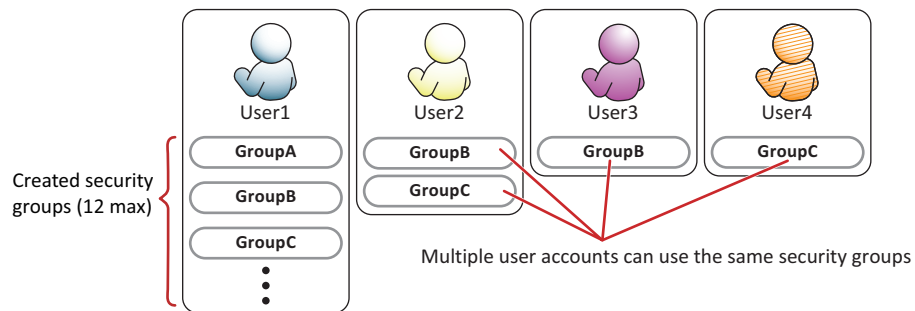 User1
User2
User3
User4
GroupA
GroupB
GroupB
GroupC
Created security
groups (12 max)
GroupB
GroupC
GroupC
Multiple user accounts can use the same security groups